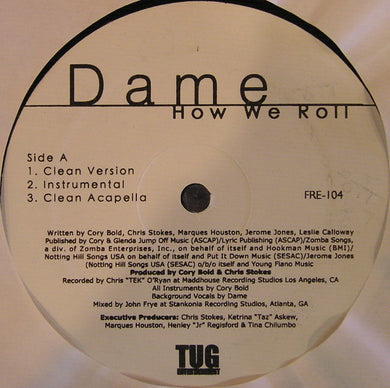 Dame
How We Roll
Side A
1. Clean Version
2. Instrumental
3. Clean Acapella
FRE-104
Written by Cory Bold, Chris Stokes, Marques Houston, Jerome Jones, Leslie Calloway
Published by Cory & Glenda Jump Off Music (ASCAP)/Lyric Publishing (ASCAP)/Zomba Songs,
a div. of Zomba Enterprises, Inc., on behalf of itself and Hookman Music (BMI)/
Notting Hill Songs USA on behalf of itself and Put It Down Music (SESAC)/Jerome Jones
(Notting Hill Songs USA (SESAC) o/b/o itself and Young Fiano Music
Produced by Cory Bold & Chris Stokes
Recorded by Chris "TEK" O'Ryan at Maddhouse Recording Studios Los Angeles, CA
All Instruments by Cory Bold
Background Vocals by Dame
Mixed by John Frye at Stankonia Recording Studios, Atlanta, GA
Executive Producers: Chris Stokes, Ketrina "Taz" Askew,
Marques Houston, Henley "Jr" Regisford & Tina Chilumbo
TUG
ENTERTAINMENT